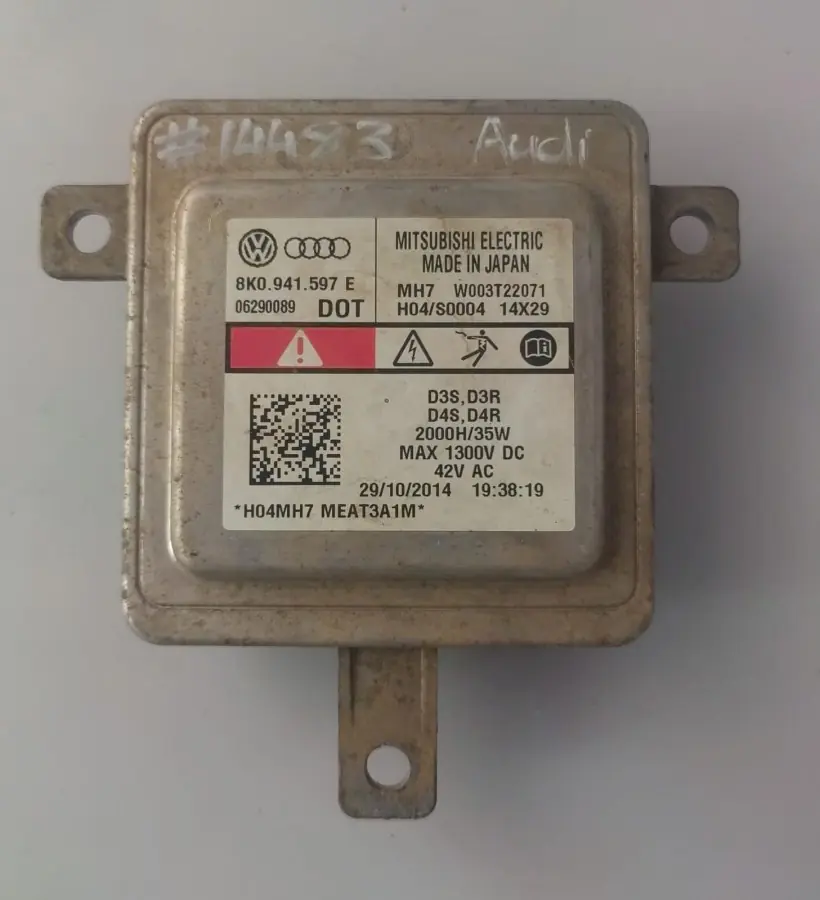 #14483 Audi
8K0.941.597 E
06290089 DOT
MITSUBISHI ELECTRIC
MADE IN JAPAN
MH7 W003T22071
H04/S0004 14X29
D3S,D3R
D4S,D4R
2000H/35W
MAX 1300V DC
42V AC
29/10/2014 19:38:19
*H04MH7 MEAT3A1M*